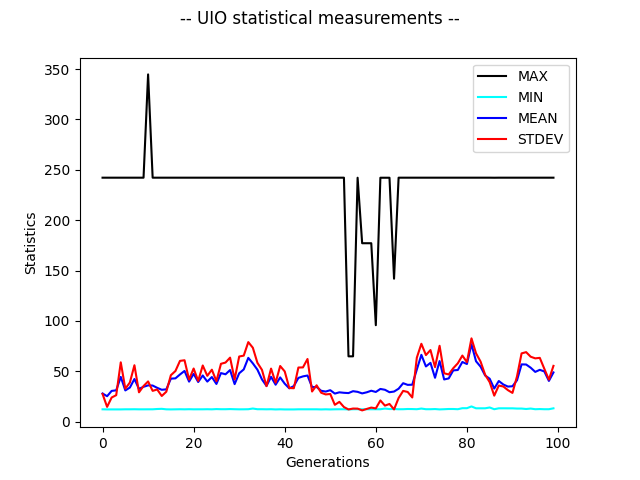 -- UIO statistical measurements --
350
300
250
200
150
100
50
0
Statistics
MAX
MIN
MEAN
STDEV
0 20 40 60 80 100
Generations